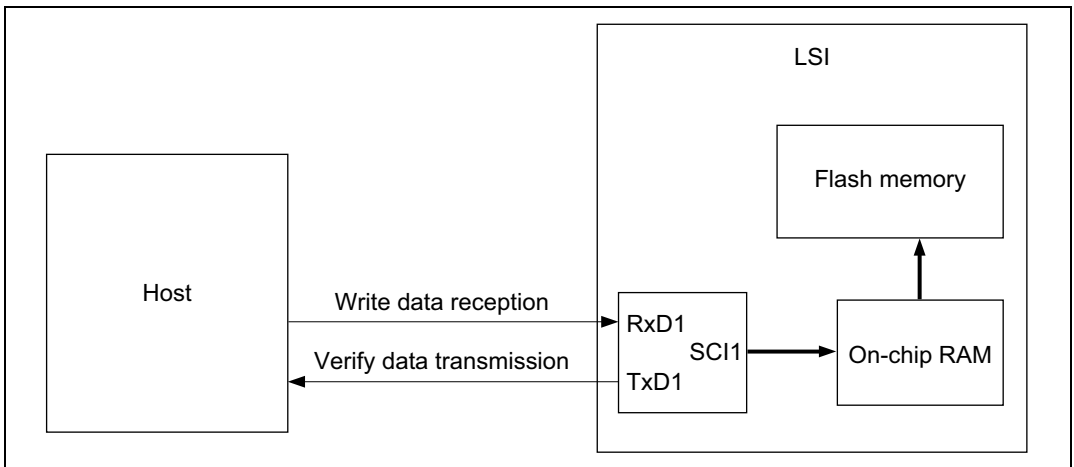 LSI
Flash memory
Host
Write data reception
RxD1
SCI1
On-chip RAM
Verify data transmission
TxD1